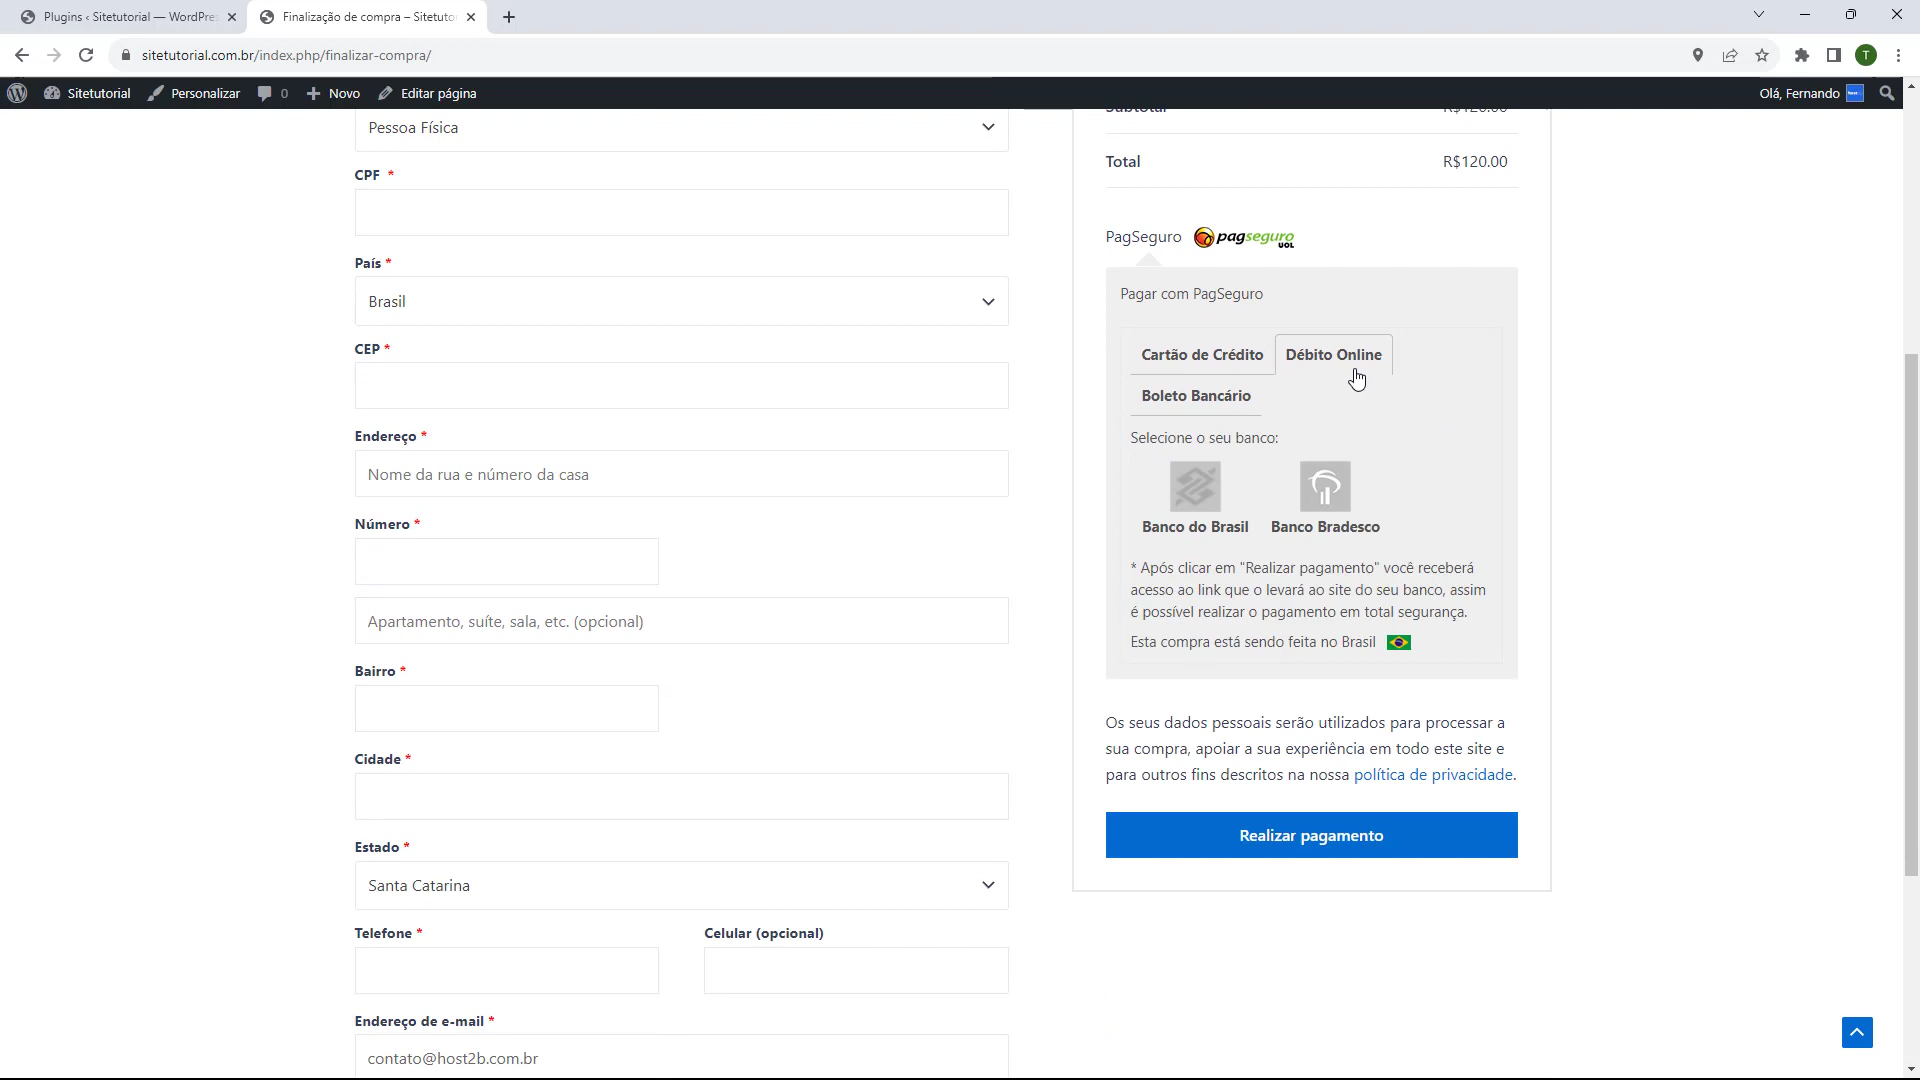 Plugins ‹ Sitetutorial — WordPre
Finalização de compra – Sitetuto
sitetutorial.com.br/index.php/finalizar-compra/
T
Sitetutorial
Personalizar
0
Novo
Editar página
Olá, Fernando
Pessoa Física
CPF *
País *
Brasil
CEP *
Endereço *
Nome da rua e número da casa
Número *
Apartamento, suíte, sala, etc. (opcional)
Bairro *
Cidade *
Estado *
Santa Catarina
Telefone *
Celular (opcional)
Endereço de e-mail *
contato@host2b.com.br
Subtotal
R$120.00
Total
R$120.00
PagSeguro
pagseguro
UOL
Pagar com PagSeguro
Cartão de Crédito
Débito Online
Boleto Bancário
Selecione o seu banco:
Banco do Brasil
Banco Bradesco
* Após clicar em "Realizar pagamento" você receberá
acesso ao link que o levará ao site do seu banco, assim
é possível realizar o pagamento em total segurança.
Esta compra está sendo feita no Brasil
Os seus dados pessoais serão utilizados para processar a
sua compra, apoiar a sua experiência em todo este site e
para outros fins descritos na nossa política de privacidade.
Realizar pagamento